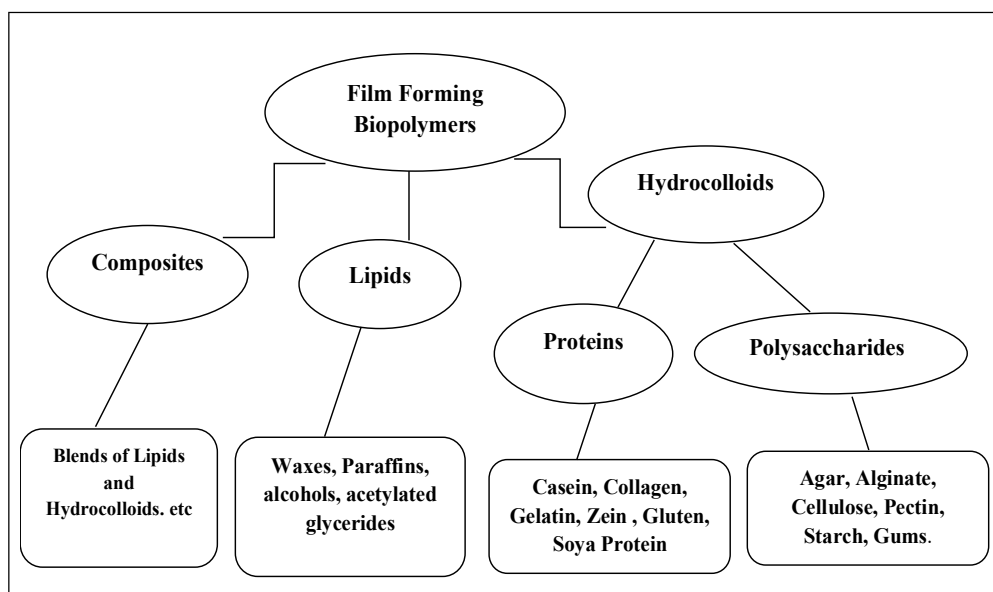 Film Forming
Biopolymers
Hydrocolloids
Composites
Lipids
Proteins
Polysaccharides
Blends of Lipids
and
Hydrocolloids. etc
Waxes, Paraffins,
alcohols, acetylated
glycerides
Casein, Collagen,
Gelatin, Zein , Gluten,
Soya Protein
Agar, Alginate,
Cellulose, Pectin,
Starch, Gums.